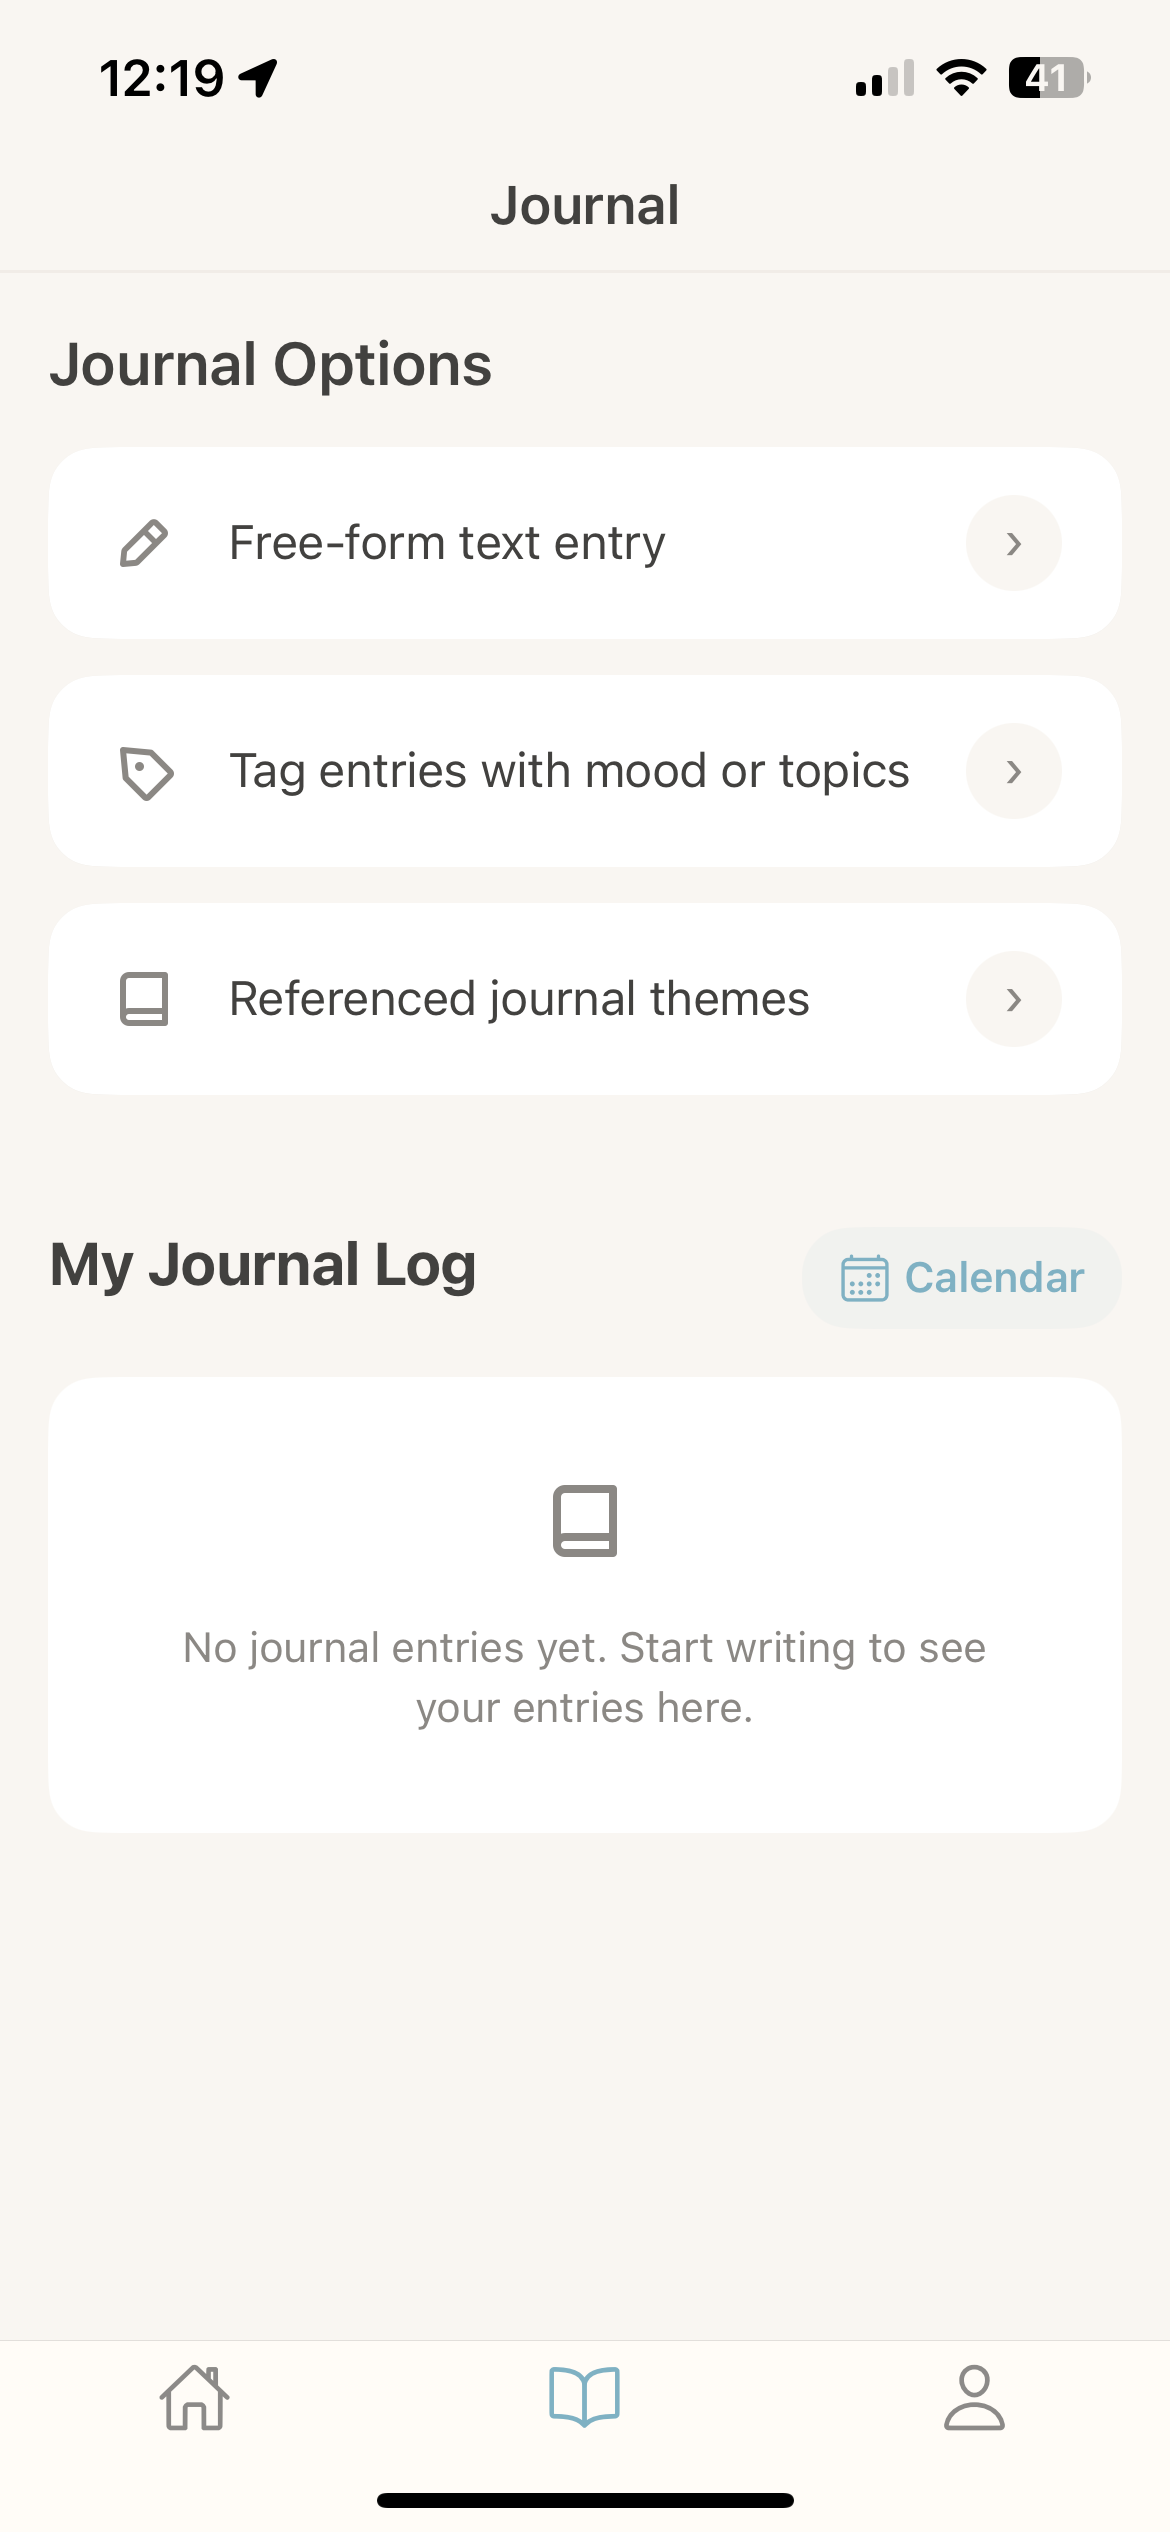 12:19
41
Journal
Journal Options
Free-form text entry
Tag entries with mood or topics
Referenced journal themes
My Journal Log
Calendar
No journal entries yet. Start writing to see
your entries here.